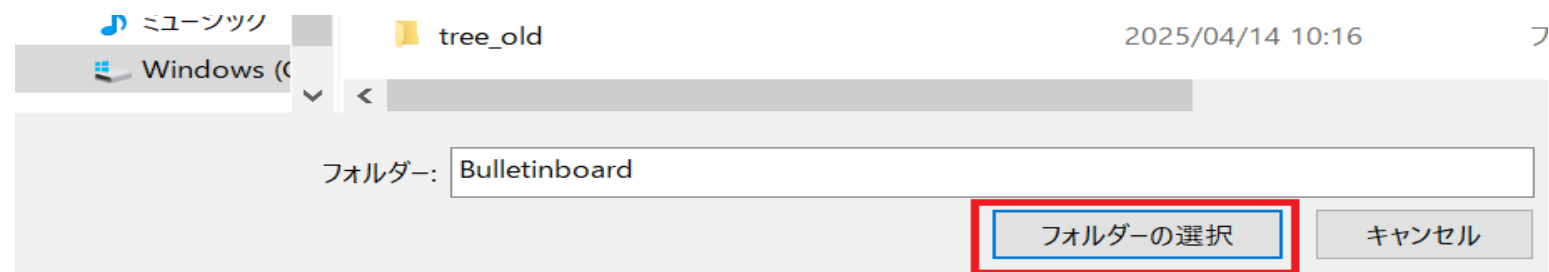 ミュージック
tree_old 2025/04/14 10:16
Windows (
フォルダー: Bulletinboard
フォルダーの選択 キャンセル